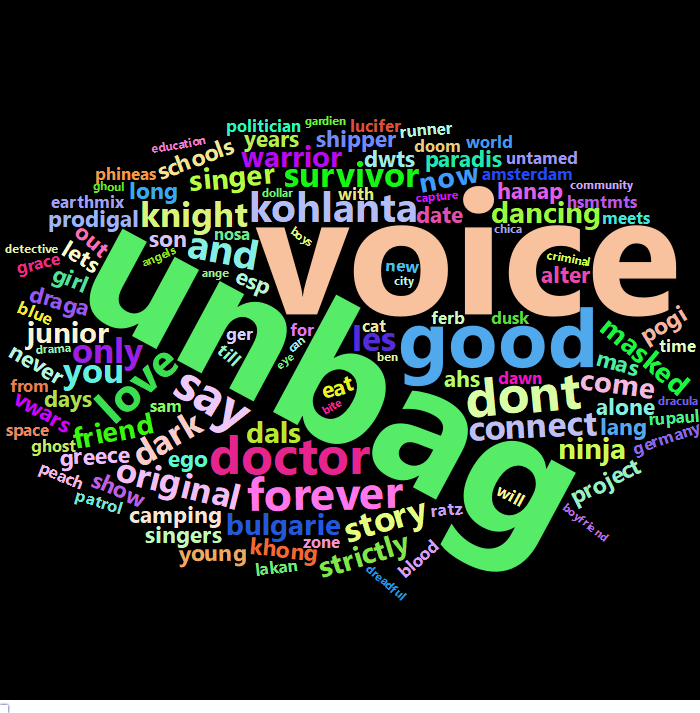 politician
gardien
lucifer
runner
education
years
shipper
doom
world
schools
warrior
dwts
paradis
untamed
phineas
singer
survivor
now
amsterdam
ghoul
long
dollar
with
capture
hanap
community
earthmix
knight
kohlanta
date
dancing
hsmtmts
prodigal
voice
meets
out
son
nosa
boys
chica
detective
lets
and
angels
criminal
grace
girl
esp
ange
new
city
alter
draga
unbag
blue
junior
ger
for
cat
ferb
dusk
pogi
never
drama
only
till
can
les
good
masked
time
eye
ben
from
you
love
say
eat
ahs
dawn
come
mas
dracula
vwars
days
sam
bite
dont
alone
rupaul
space
friend
dark
dals
connect
lang
germany
ghost
greece
ego
doctor
ninja
peach
show
original
forever
will
project
patrol
camping
bulgarie
story
ratz
boyfriend
singers
zone
young
khong
strictly
blood
lakan
dreadful